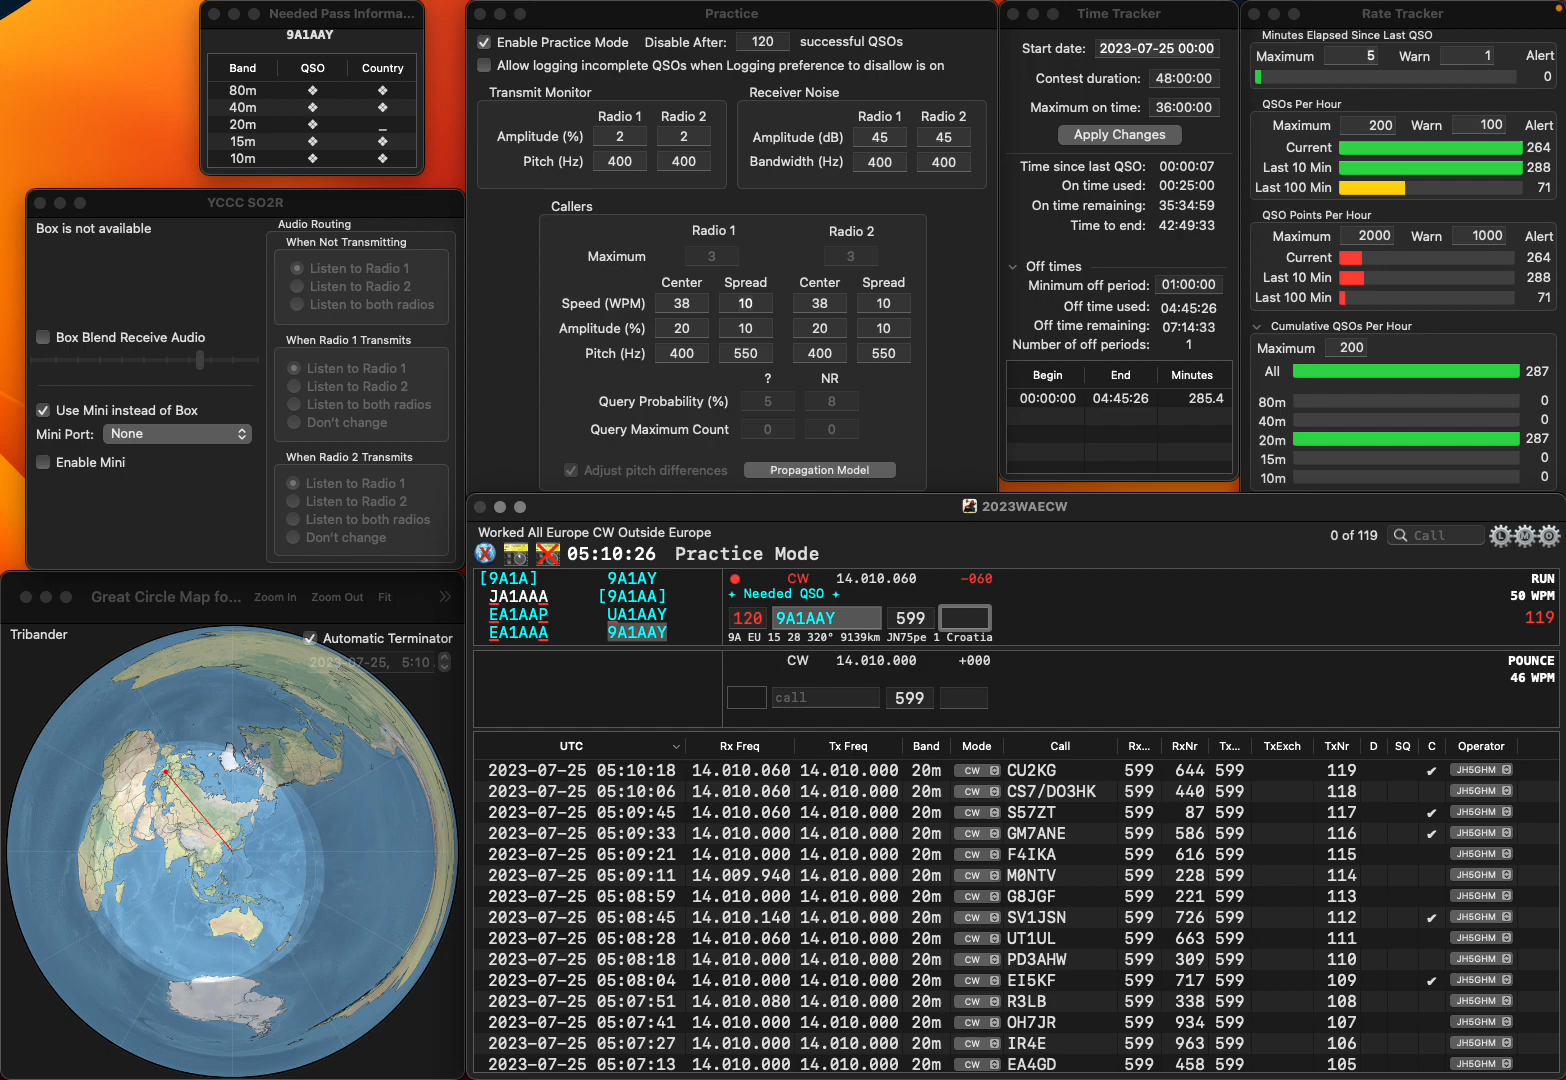 Needed Pass Informa...
9A1AAY
Band QSO Country
80m ❖ ❖
40m ❖ ❖
20m ❖ _
15m ❖ ❖
10m ❖ ❖
YCCC SO2R
Box is not available
Audio Routing
When Not Transmitting
Listen to Radio 1
Listen to Radio 2
Listen to both radios
Box Blend Receive Audio
When Radio 1 Transmits
Listen to Radio 1
Listen to Radio 2
Listen to both radios
Don't change
Use Mini instead of Box
Mini Port: None
Enable Mini
When Radio 2 Transmits
Listen to Radio 1
Listen to Radio 2
Listen to both radios
Don't change
Great Circle Map fo... Zoom In Zoom Out Fit
Tribander
Automatic Terminator
2023-07-25, 5:10
Practice
Enable Practice Mode Disable After: 120 successful QSOs
Allow logging incomplete QSOs when Logging preference to disallow is on
Transmit Monitor
Radio 1 Radio 2
Amplitude (%) 2 2
Pitch (Hz) 400 400
Receiver Noise
Radio 1 Radio 2
Amplitude (dB) 45 45
Bandwidth (Hz) 400 400
Callers
Radio 1 Radio 2
Maximum 3 3
Center Spread Center Spread
Speed (WPM) 38 10 38 10
Amplitude (%) 20 10 20 10
Pitch (Hz) 400 550 400 550
? NR
Query Probability (%) 5 8
Query Maximum Count 0 0
Adjust pitch differences Propagation Model
Time Tracker
Start date: 2023-07-25 00:00
Contest duration: 48:00:00
Maximum on time: 36:00:00
Apply Changes
Time since last QSO: 00:00:07
On time used: 00:25:00
On time remaining: 35:34:59
Time to end: 42:49:33
Off times
Minimum off period: 01:00:00
Off time used: 04:45:26
Off time remaining: 07:14:33
Number of off periods: 1
Begin End Minutes
00:00:00 04:45:26 285.4
Rate Tracker
Minutes Elapsed Since Last QSO
Maximum 5 Warn 1 Alert
0
QSOs Per Hour
Maximum 200 Warn 100 Alert
Current 264
Last 10 Min 288
Last 100 Min 71
QSO Points Per Hour
Maximum 2000 Warn 1000 Alert
Current 264
Last 10 Min 288
Last 100 Min 71
Cumulative QSOs Per Hour
Maximum 200
All 287
80m 0
40m 0
20m 287
15m 0
10m 0
2023WAECW
Worked All Europe CW Outside Europe
0 of 119 Call L M O
05:10:26 Practice Mode
[9A1A] 9A1AY
JA1AAA [9A1AA]
EA1AAP UA1AAY
EA1AAA 9A1AAY
CW 14.010.060 -060
✦ Needed QSO ✦
120 9A1AAY 599
9A EU 15 28 320° 9139km JN75pe 1 Croatia
RUN
50 WPM
119
CW 14.010.000 +000
call 599
POUNCE
46 WPM
UTC Rx Freq Tx Freq Band Mode Call Rx... RxNr Tx... TxExch TxNr D SQ C Operator
2023-07-25 05:10:18 14.010.060 14.010.000 20m CW CU2KG 599 644 599 119 ✔ JH5GHM
2023-07-25 05:10:06 14.010.060 14.010.000 20m CW CS7/DO3HK 599 440 599 118 JH5GHM
2023-07-25 05:09:45 14.010.060 14.010.000 20m CW S57ZT 599 87 599 117 ✔ JH5GHM
2023-07-25 05:09:33 14.010.000 14.010.000 20m CW GM7ANE 599 586 599 116 ✔ JH5GHM
2023-07-25 05:09:21 14.010.000 14.010.000 20m CW F4IKA 599 616 599 115 JH5GHM
2023-07-25 05:09:11 14.009.940 14.010.000 20m CW M0NTV 599 228 599 114 JH5GHM
2023-07-25 05:08:59 14.010.000 14.010.000 20m CW G8JGF 599 221 599 113 JH5GHM
2023-07-25 05:08:45 14.010.140 14.010.000 20m CW SV1JSN 599 726 599 112 ✔ JH5GHM
2023-07-25 05:08:28 14.010.060 14.010.000 20m CW UT1UL 599 663 599 111 JH5GHM
2023-07-25 05:08:18 14.010.000 14.010.000 20m CW PD3AHW 599 309 599 110 JH5GHM
2023-07-25 05:08:04 14.010.000 14.010.000 20m CW EI5KF 599 717 599 109 ✔ JH5GHM
2023-07-25 05:07:51 14.010.080 14.010.000 20m CW R3LB 599 338 599 108 JH5GHM
2023-07-25 05:07:41 14.010.000 14.010.000 20m CW OH7JR 599 934 599 107 JH5GHM
2023-07-25 05:07:27 14.010.000 14.010.000 20m CW IR4E 599 963 599 106 JH5GHM
2023-07-25 05:07:13 14.010.000 14.010.000 20m CW EA4GD 599 458 599 105 JH5GHM